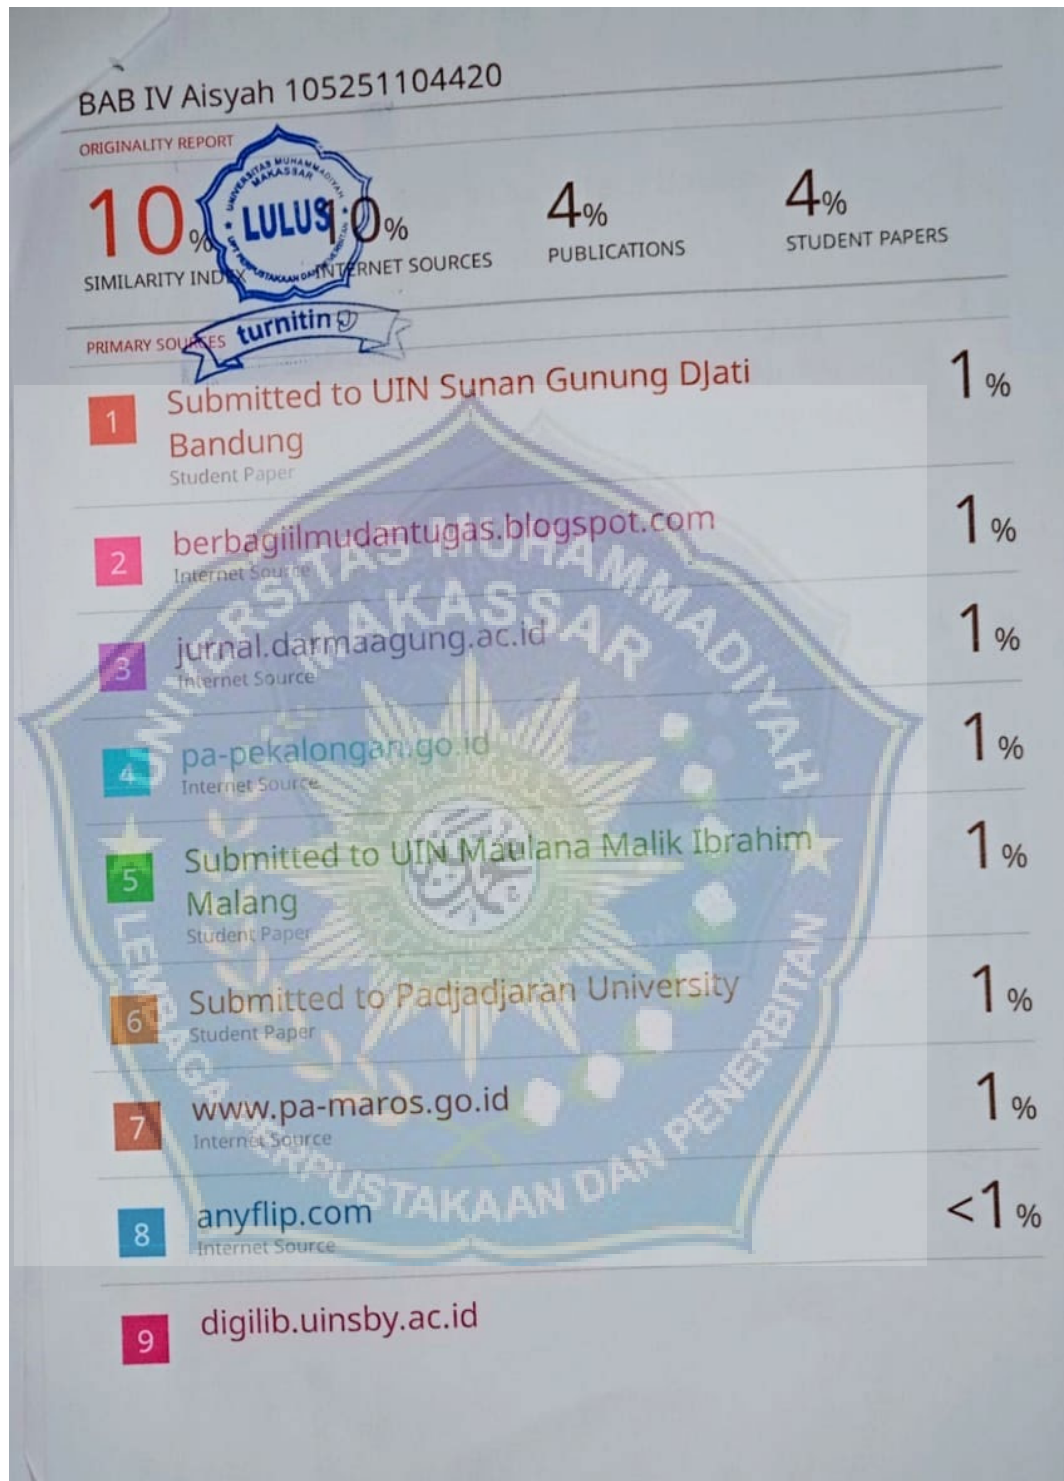 BAB IV Aisyah 105251104420
ORIGINALITY REPORT
10%
SIMILARITY INDEX
10%
INTERNET SOURCES
4%
PUBLICATIONS
4%
STUDENT PAPERS
UNIVERSITAS MUHAMMADIYAH
MAKASSAR
LULUS
turnitin
PRIMARY SOURCES
1 Submitted to UIN Sunan Gunung DJati 1%
Bandung
Student Paper
2 berbagiilmudantugas.blogspot.com 1%
Internet Source
3 jurnal.darmaagung.ac.id 1%
Internet Source
4 pa-pekalongan.go.id 1%
Internet Source
5 Submitted to UIN Maulana Malik Ibrahim 1%
Malang
Student Paper
6 Submitted to Padjadjaran University 1%
Student Paper
7 www.pa-maros.go.id 1%
Internet Source
8 anyflip.com <1%
Internet Source
9 digilib.uinsby.ac.id
UNIVERSITAS MUHAMMADIYAH
MAKASSAR
LEMBAGA PERPUSTAKAAN DAN PENERBITAN